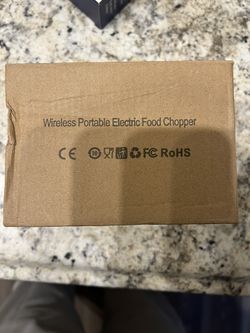 Wireless Portable Electric Food Chopper
CE FC RoHS